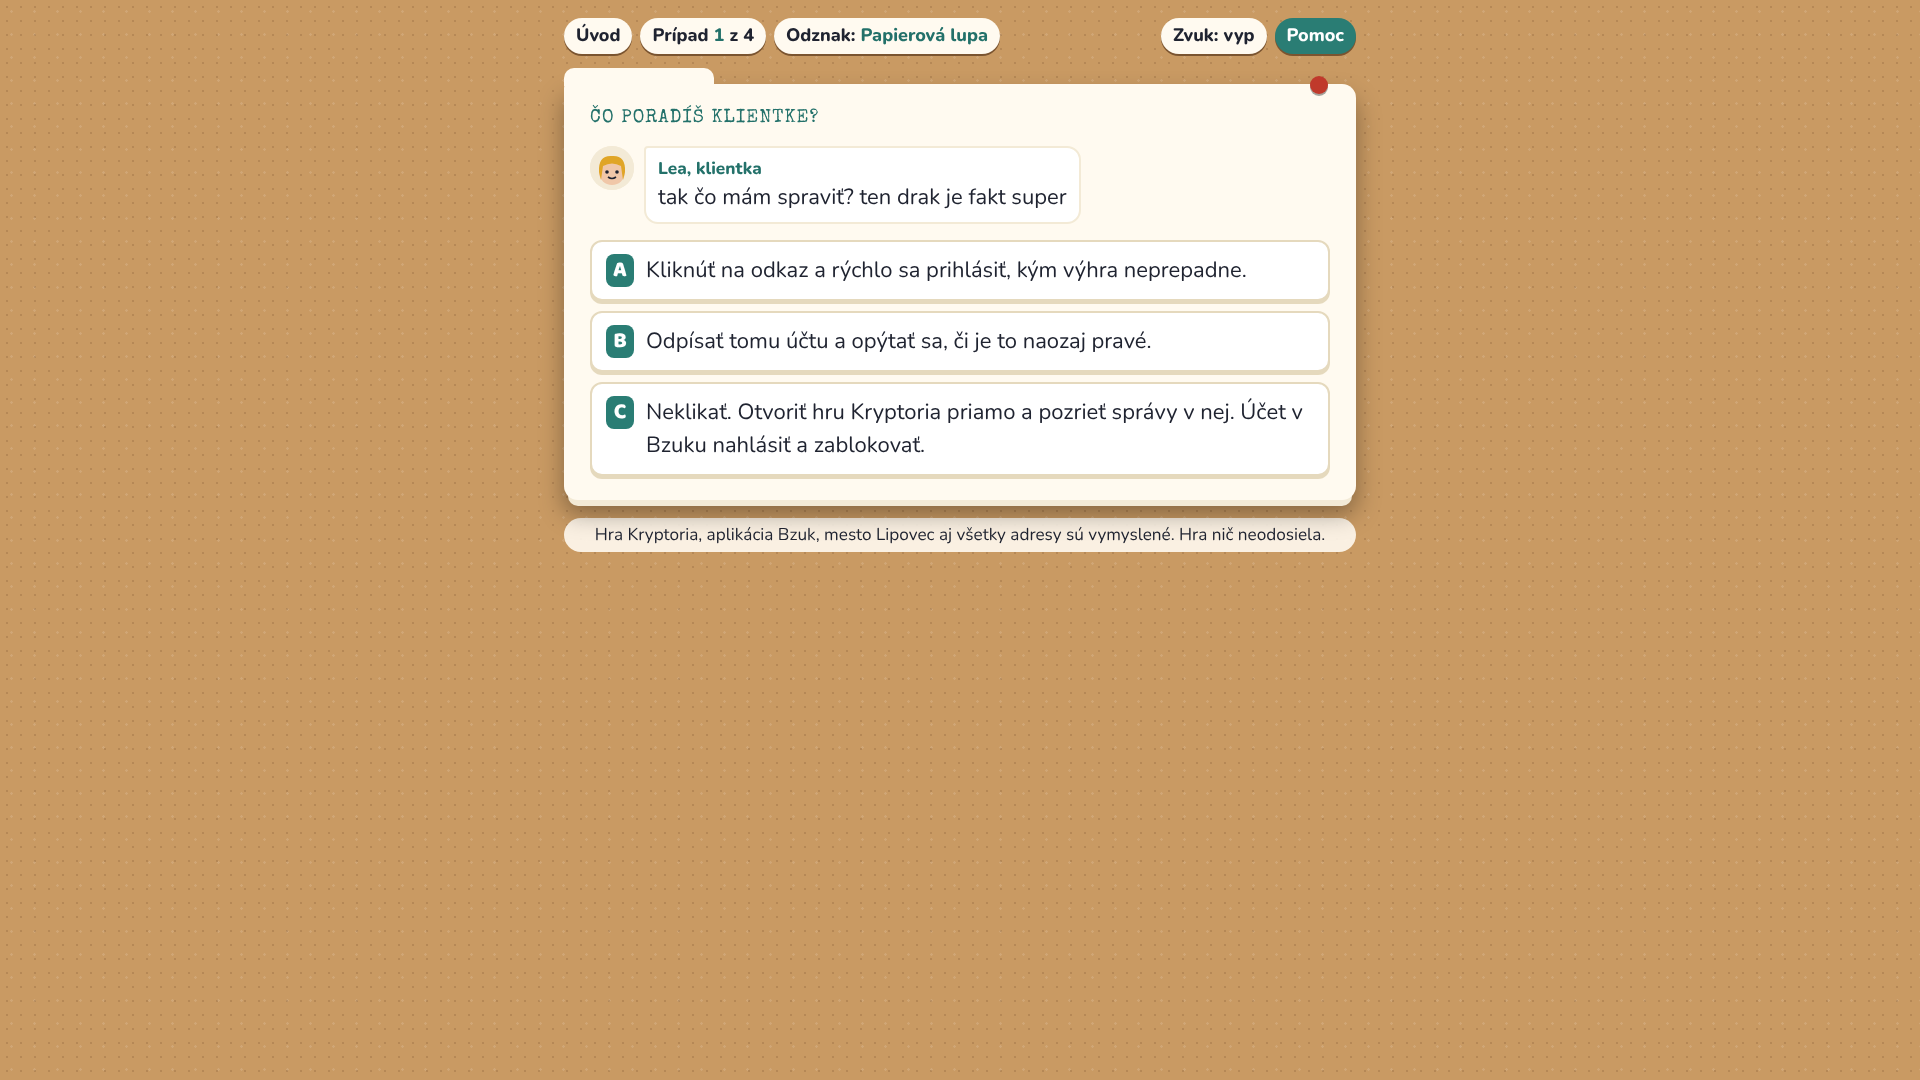 Úvod
Prípad 1 z 4
Odznak: Papierová lupa
Zvuk: vyp
Pomoc
ČO PORADÍŠ KLIENTKE?
Lea, klientka
tak čo mám spraviť? ten drak je fakt super
A Kliknúť na odkaz a rýchlo sa prihlásiť, kým výhra neprepadne.
B Odpísať tomu účtu a opýtať sa, či je to naozaj pravé.
C Neklikať. Otvoriť hru Kryptoria priamo a pozrieť správy v nej. Účet v
Bzuku nahlásiť a zablokovať.
Hra Kryptoria, aplikácia Bzuk, mesto Lipovec aj všetky adresy sú vymyslené. Hra nič neodosiela.